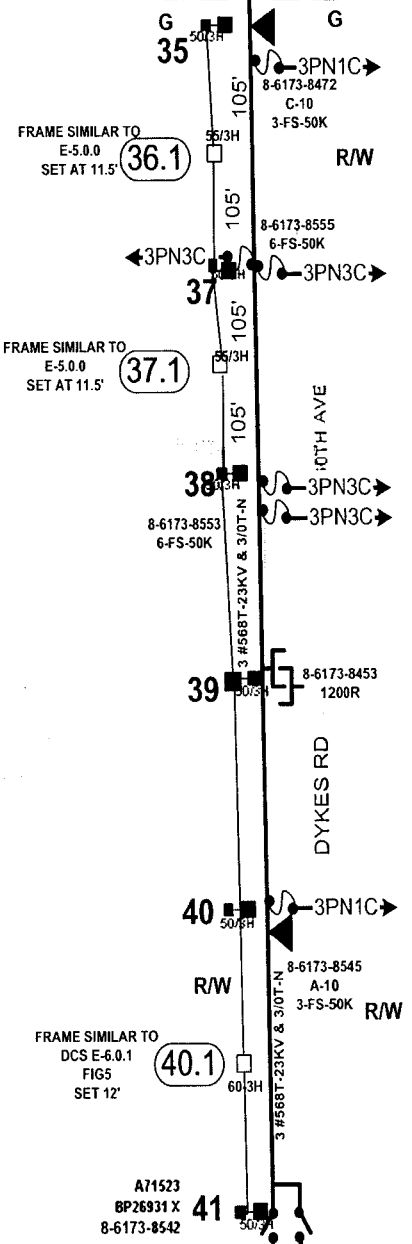 G
G
50/3H
35
3PN1C
8-6173-8472
C-10
3-FS-50K
105'
R/W
FRAME SIMILAR TO
E-5.0.0
SET AT 11.5'
36.1
55/3H
105'
8-6173-8555
6-FS-50K
3PN3C
3PN3C
37
105'
FRAME SIMILAR TO
E-5.0.0
SET AT 11.5'
37.1
55/3H
105'
AVE
38
3PN3C
3PN3C
8-6173-8553
6-FS-50K
3 #568T-23KV & 3/0T-N
39
50/3H
8-6173-8453
1200R
DYKES RD
40
50/3H
3PN1C
8-6173-8545
A-10
3-FS-50K
R/W
R/W
3 #568T-23KV & 3/0T-N
FRAME SIMILAR TO
DCS E-6.0.1
FIG5
SET 12'
40.1
60/3H
A71523
BP26931 X
8-6173-8542
41
50/3H